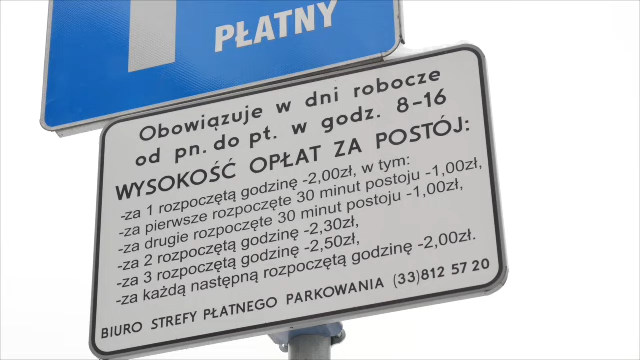 PŁATNY
Obowiązuje w dni robocze
od pn. do pt. w godz. 8-16
WYSOKOŚĆ OPŁAT ZA POSTÓJ:
-za 1 rozpoczętą godzinę -2,00zł, w tym:
-za pierwsze rozpoczęte 30 minut postoju -1,00zł,
-za drugie rozpoczęte 30 minut postoju -1,00zł,
-za 2 rozpoczętą godzinę -2,30zł,
-za 3 rozpoczętą godzinę -2,50zł,
-za każdą następną rozpoczętą godzinę -2,00zł.
BIURO STREFY PŁATNEGO PARKOWANIA (33)812 57 20